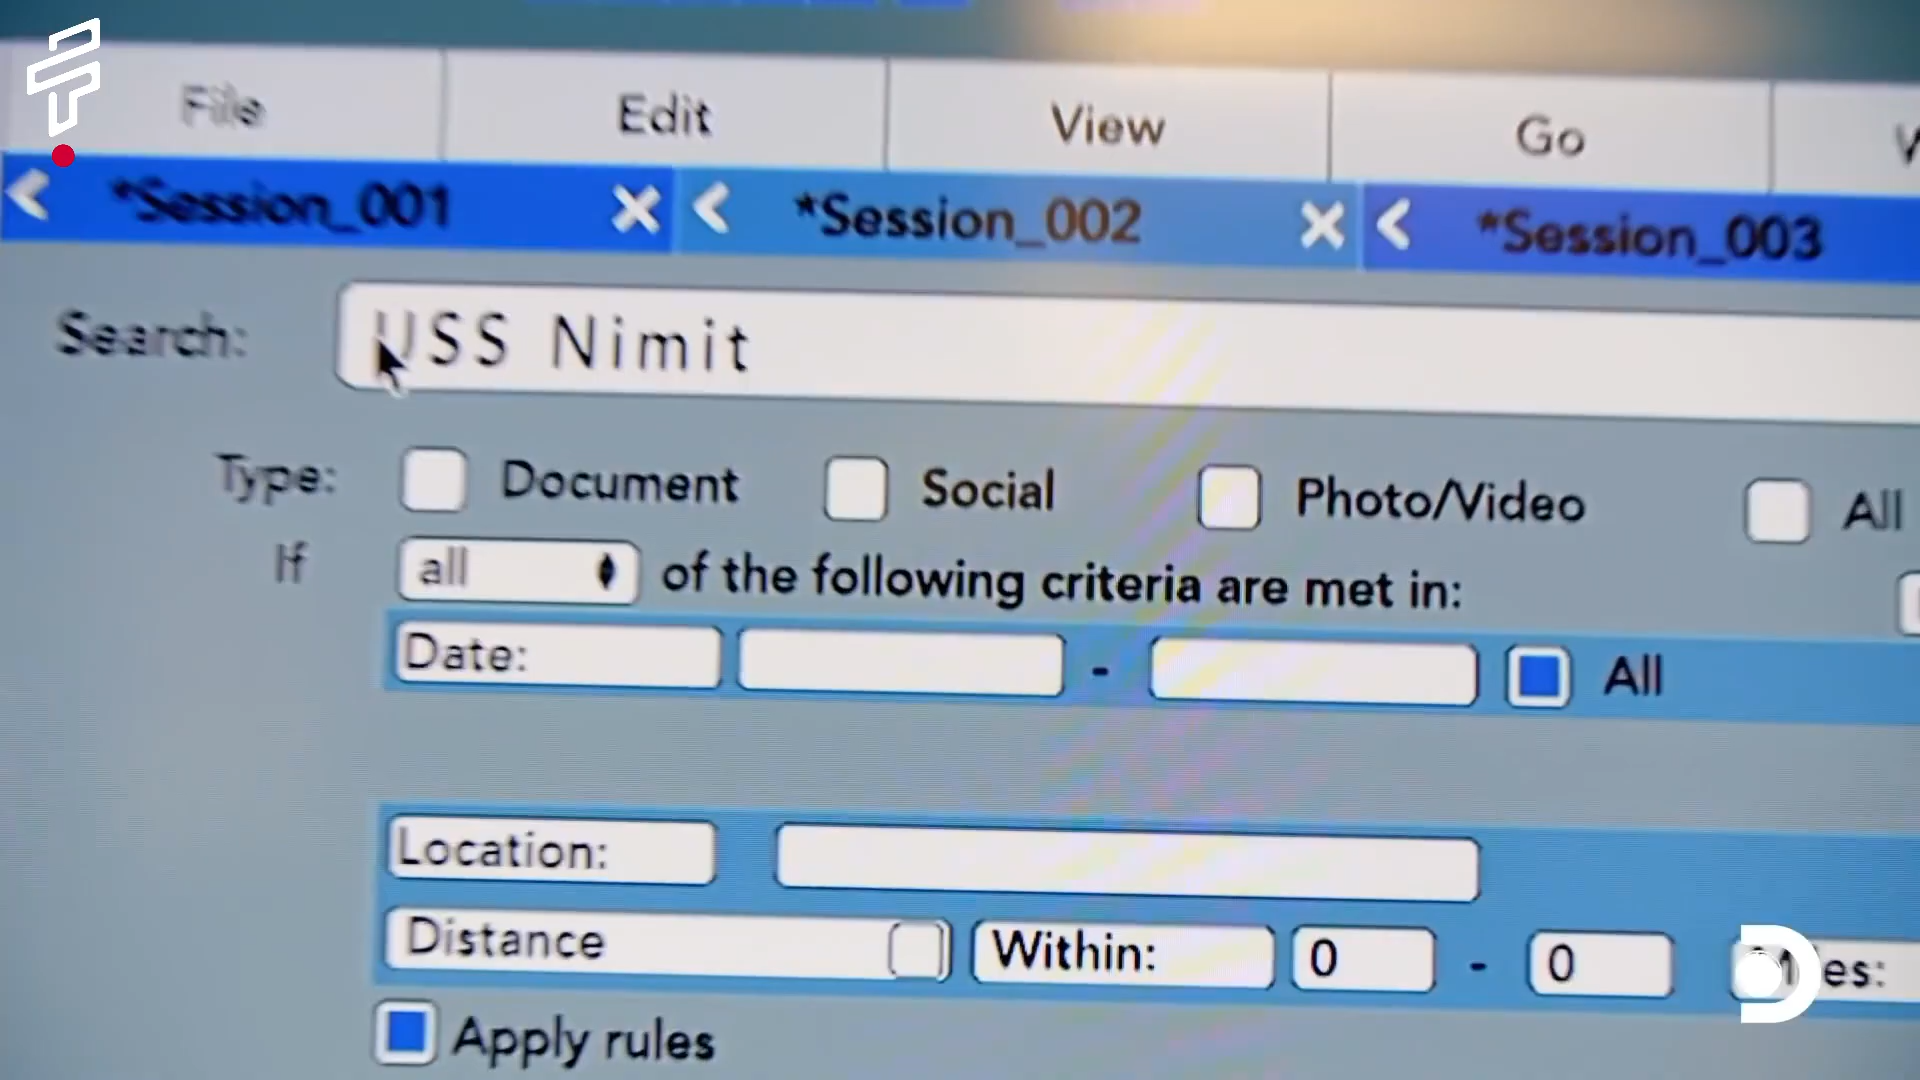 File Edit View Go
*Session_001 *Session_002 *Session_003
Search: USS Nimit
Type: Document Social Photo/Video All
If all of the following criteria are met in:
Date: - All
Location:
Distance Within: 0 - 0
Apply rules